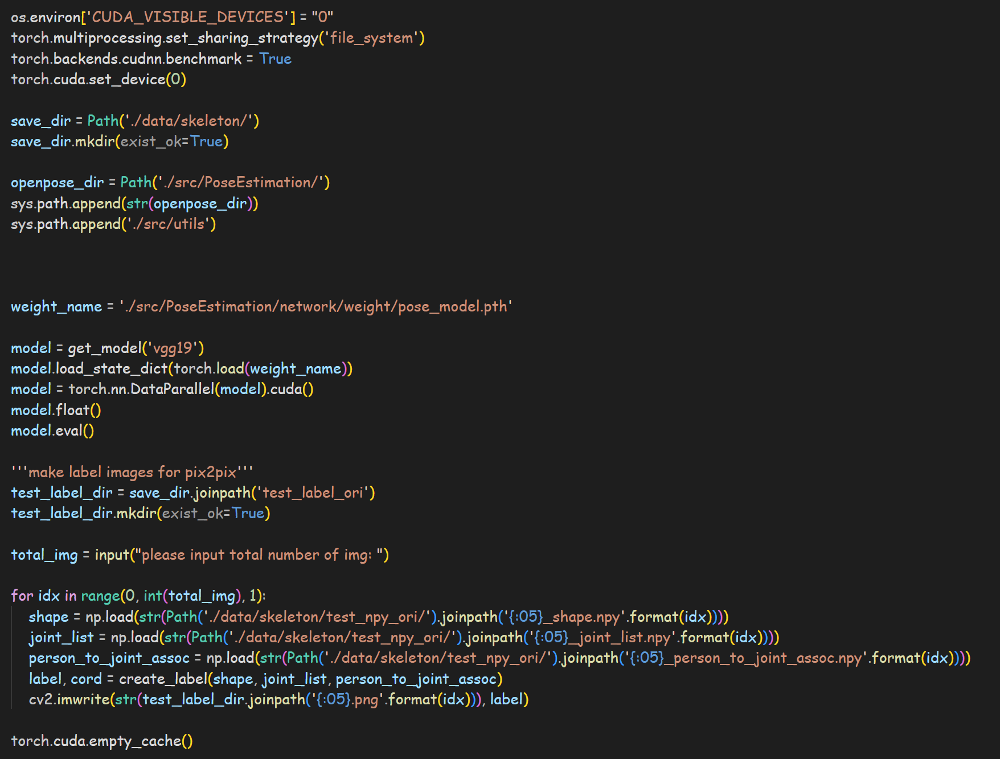 os.environ['CUDA_VISIBLE_DEVICES'] = "0"
torch.multiprocessing.set_sharing_strategy('file_system')
torch.backends.cudnn.benchmark = True
torch.cuda.set_device(0)
save_dir = Path('./data/skeleton/')
save_dir.mkdir(exist_ok=True)
openpose_dir = Path('./src/PoseEstimation/')
sys.path.append(str(openpose_dir))
sys.path.append('./src/utils')
weight_name = './src/PoseEstimation/network/weight/pose_model.pth'
model = get_model('vgg19')
model.load_state_dict(torch.load(weight_name))
model = torch.nn.DataParallel(model).cuda()
model.float()
model.eval()
'''make label images for pix2pix'''
test_label_dir = save_dir.joinpath('test_label_ori')
test_label_dir.mkdir(exist_ok=True)
total_img = input("please input total number of img: ")
for idx in range(0, int(total_img), 1):
    shape = np.load(str(Path('./data/skeleton/test_npy_ori/').joinpath('{:05}_shape.npy'.format(idx))))
    joint_list = np.load(str(Path('./data/skeleton/test_npy_ori/').joinpath('{:05}_joint_list.npy'.format(idx))))
    person_to_joint_assoc = np.load(str(Path('./data/skeleton/test_npy_ori/').joinpath('{:05}_person_to_joint_assoc.npy'.format(idx))))
    label, cord = create_label(shape, joint_list, person_to_joint_assoc)
    cv2.imwrite(str(test_label_dir.joinpath('{:05}.png'.format(idx))), label)
torch.cuda.empty_cache()